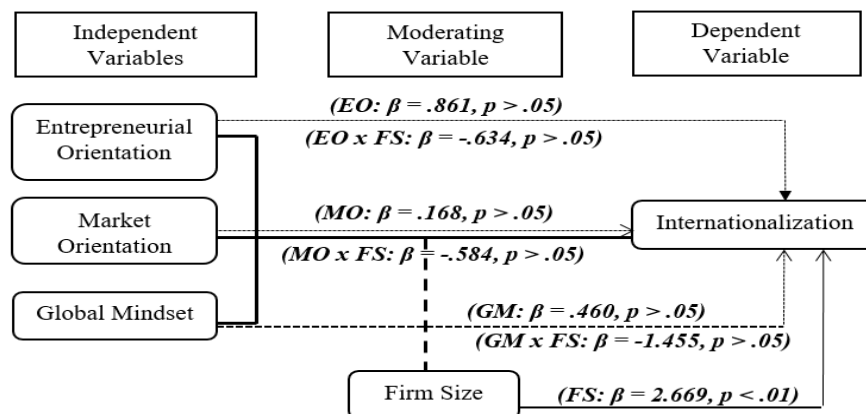 Independent
Variables
Moderating
Variable
Dependent
Variable
Entrepreneurial
Orientation
(EO: β = .861, p > .05)
(EO x FS: β = -.634, p > .05)
Market
Orientation
(MO: β = .168, p > .05)
(MO x FS: β = -.584, p > .05)
Internationalization
Global Mindset
(GM: β = .460, p > .05)
(GM x FS: β = -1.455, p > .05)
Firm Size
(FS: β = 2.669, p < .01)